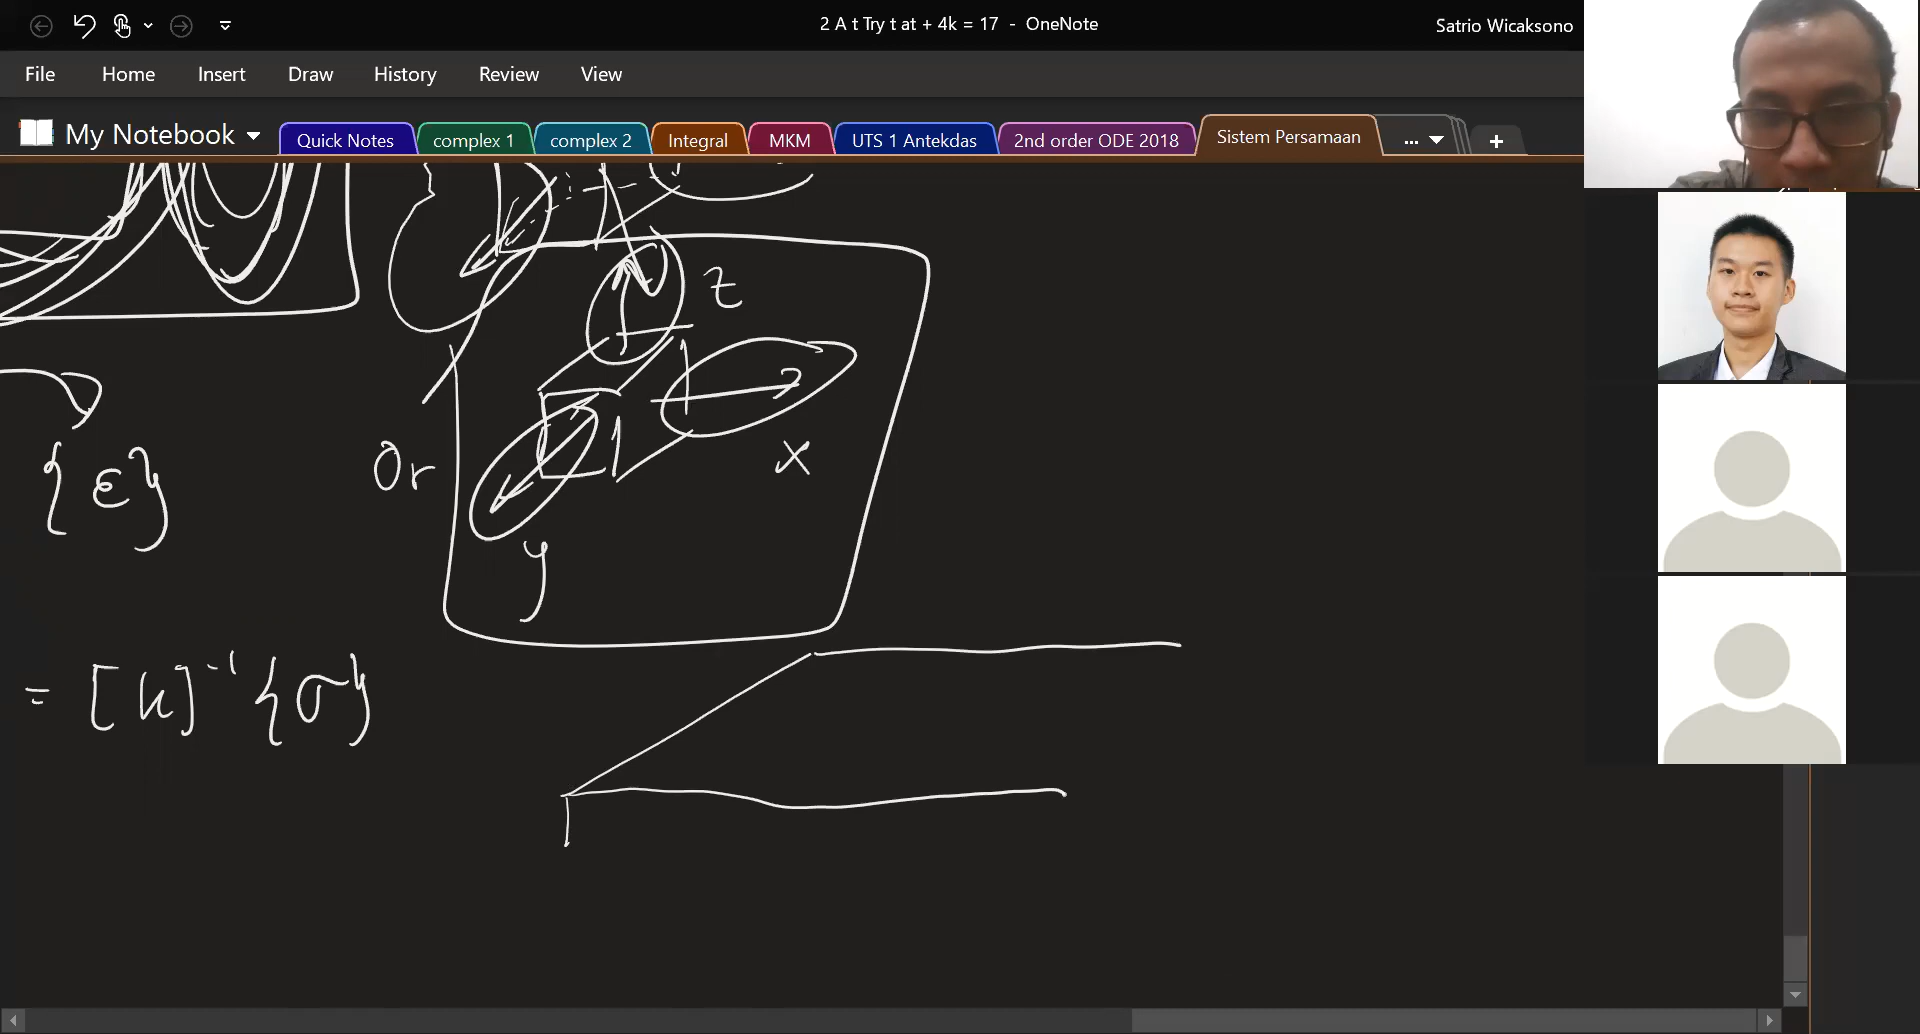 2 A t Try t at + 4k = 17 - OneNote
Satrio Wicaksono
File Home Insert Draw History Review View
My Notebook
Quick Notes complex 1 complex 2 Integral MKM UTS 1 Antekdas 2nd order ODE 2018 Sistem Persamaan ... +
z
{ε}
Or
x
y
= [k]⁻¹ {σ}